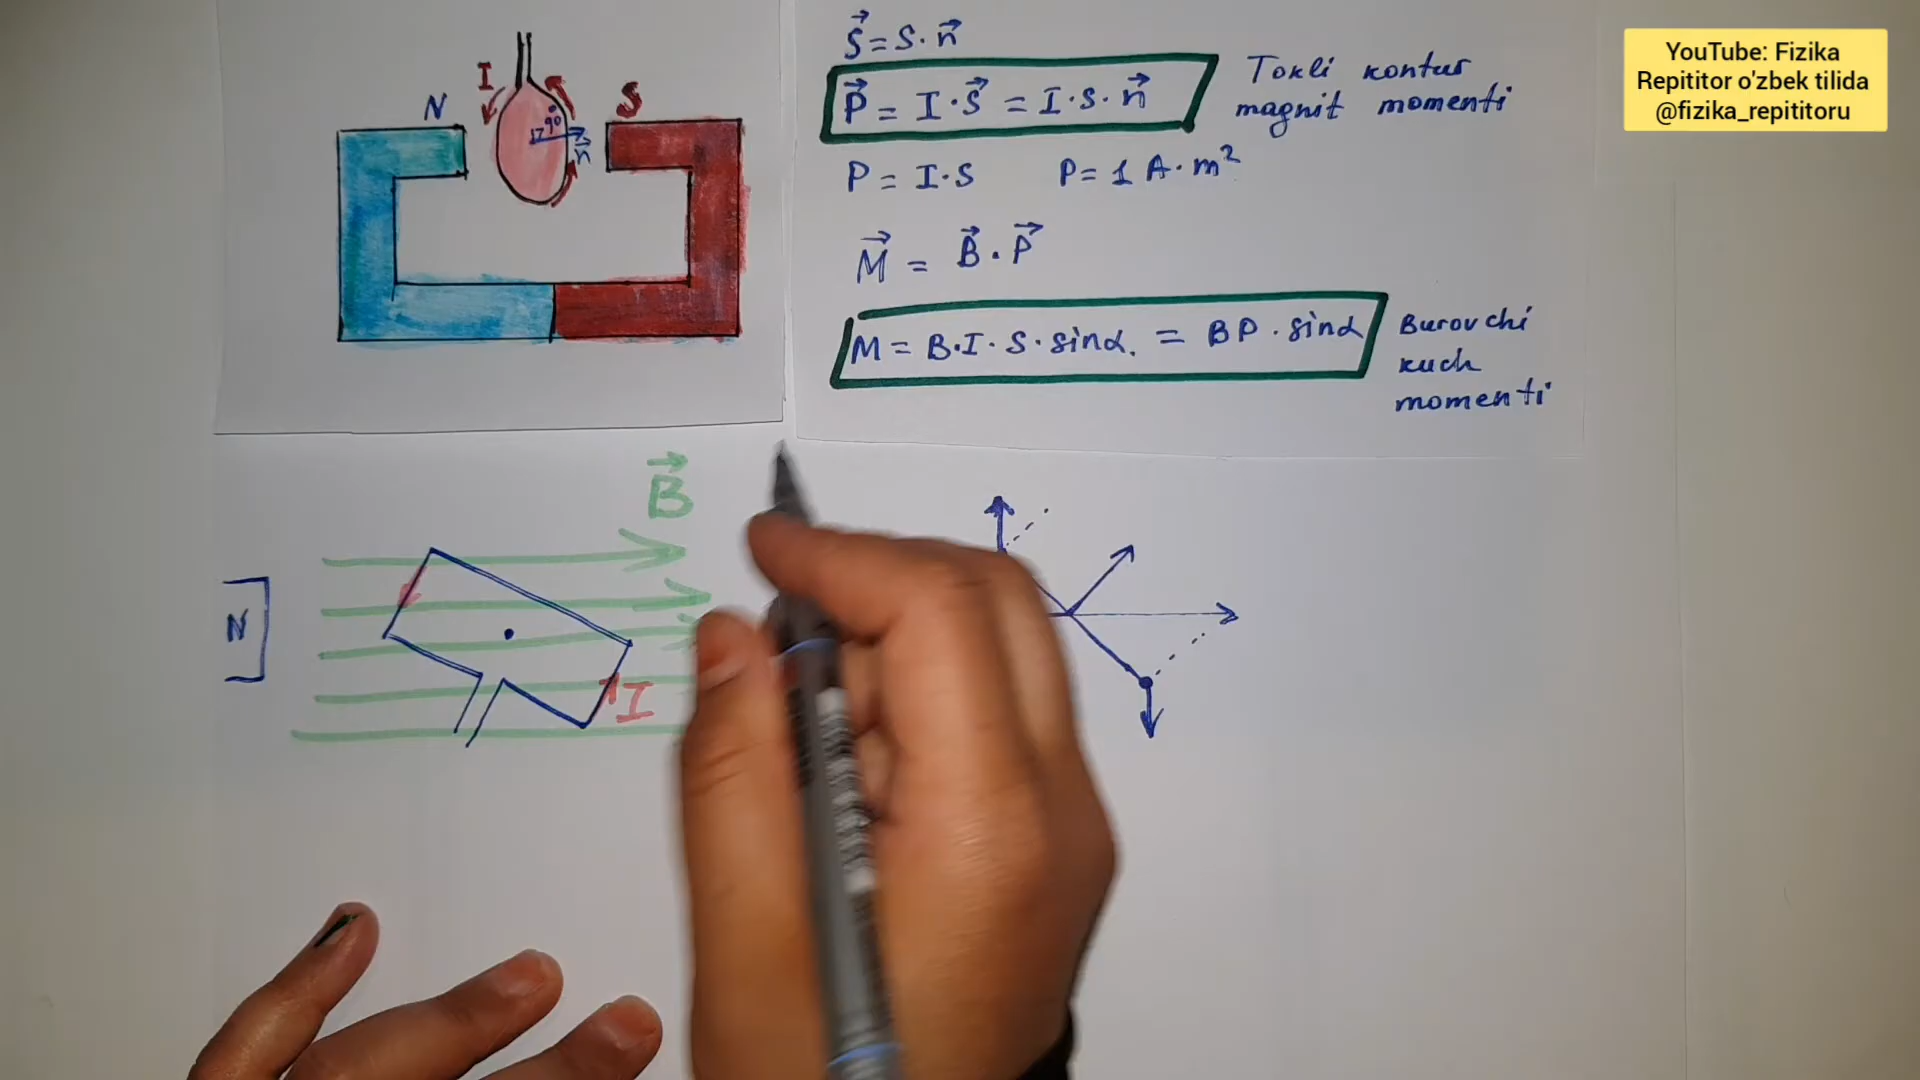 I
N
S
90°
n⃗
S⃗ = S · n⃗
P⃗ = I · S⃗ = I · S · n⃗
Tokli kontur
magnit momenti
P = I · S P = 1 A · m²
M⃗ = B⃗ · P⃗
M = B · I · S · sinα. = BP · sinα
Burovchi
kuch
momenti
YouTube: Fizika
Repititor o'zbek tilida
@fizika_repititoru
B⃗
N
I